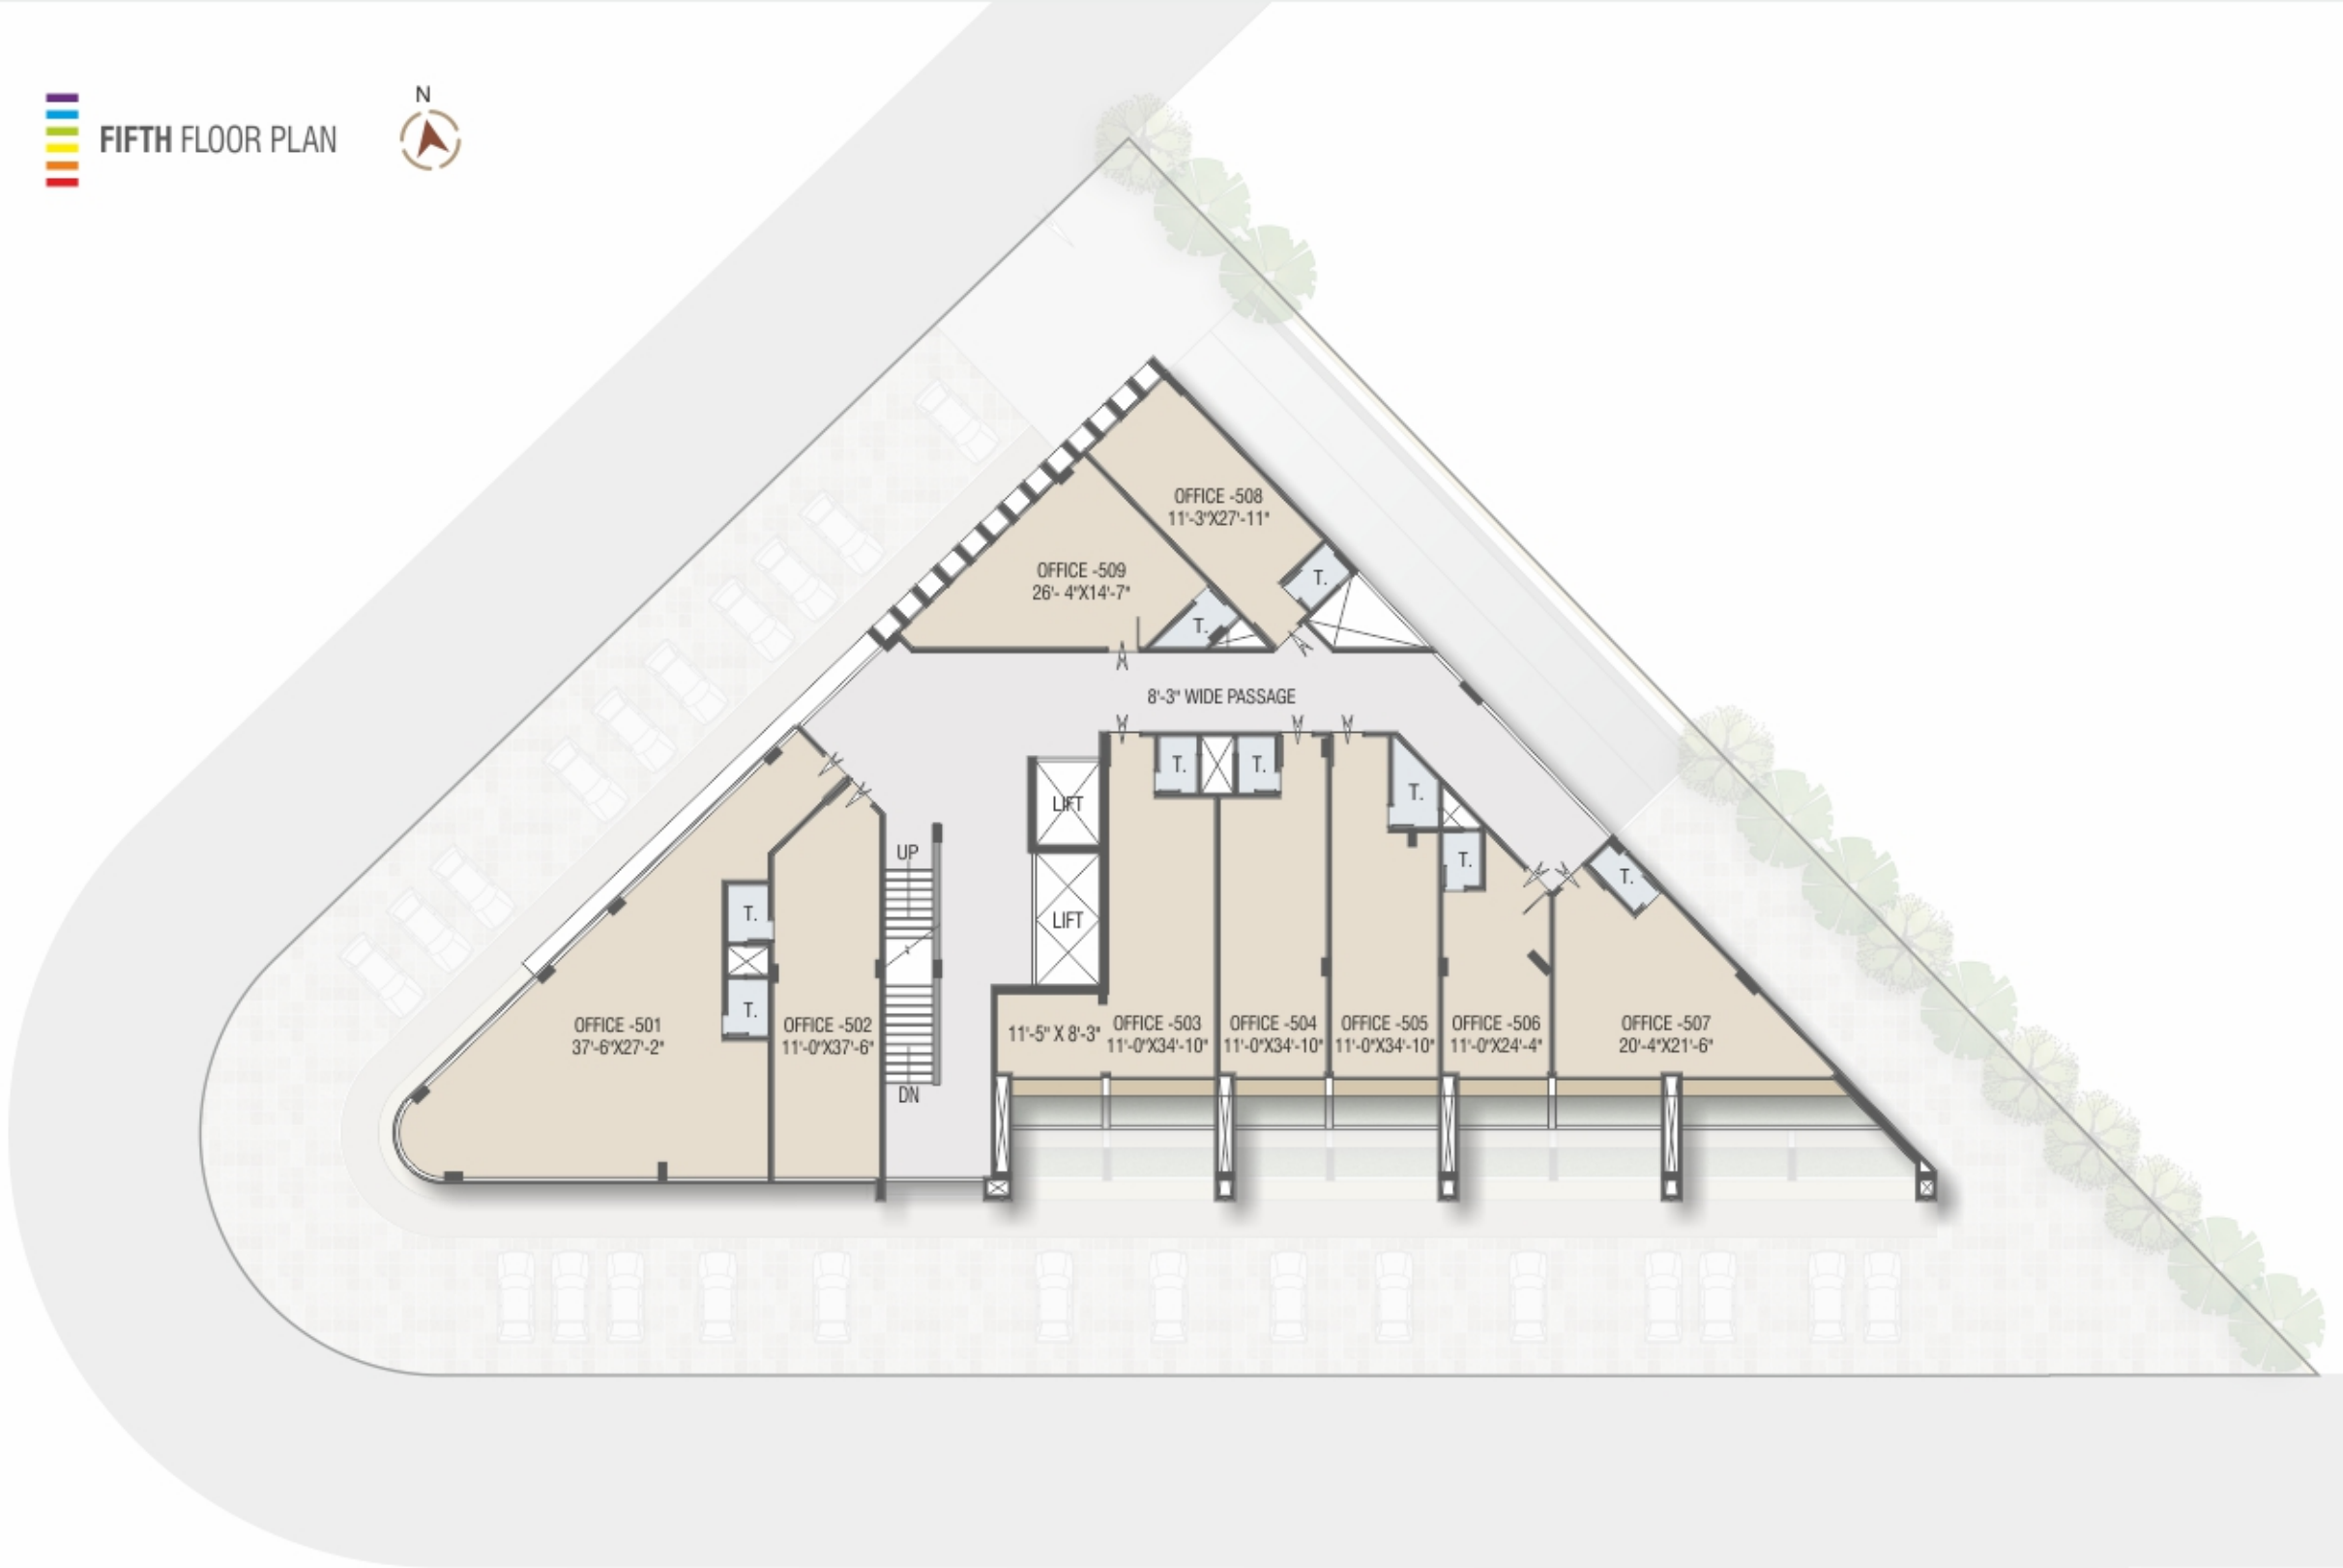 N
FIFTH FLOOR PLAN
OFFICE -508
11'-3"X27'-11"
OFFICE -509
26'- 4"X14'-7"
T.
T.
8'-3" WIDE PASSAGE
T.
T.
T.
LIFT
UP
T.
T.
T.
LIFT
T.
OFFICE -501
37'-6"X27'-2"
OFFICE -502
11'-0"X37'-6"
11'-5" X 8'-3"
OFFICE -503
11'-0"X34'-10"
OFFICE -504
11'-0"X34'-10"
OFFICE -505
11'-0"X34'-10"
OFFICE -506
11'-0"X24'-4"
OFFICE -507
20'-4"X21'-6"
DN